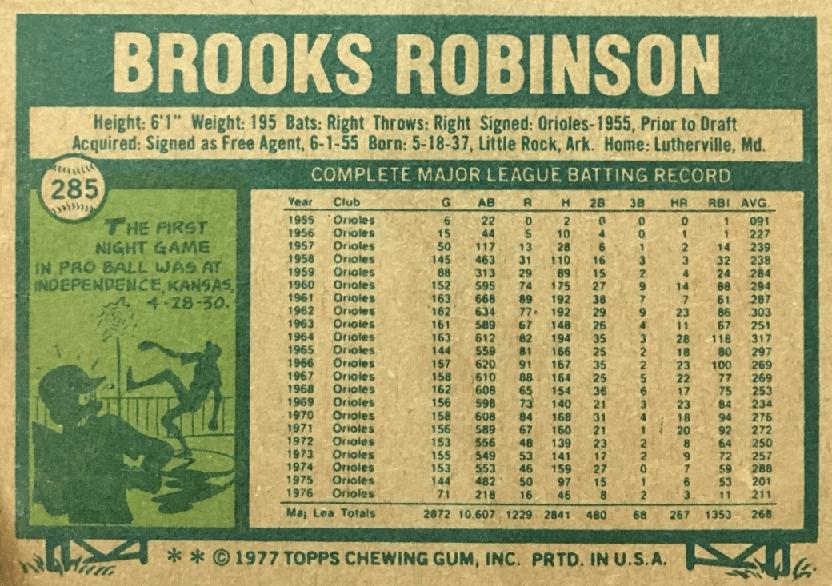 BROOKS ROBINSON
Height: 6'1" Weight: 195 Bats: Right Throws: Right Signed: Orioles-1955, Prior to Draft
Acquired: Signed as Free Agent, 6-1-55 Born: 5-18-37, Little Rock, Ark. Home: Lutherville, Md.
285
THE FIRST
NIGHT GAME
IN PRO BALL WAS AT
INDEPENDENCE, KANSAS,
4-28-30.
COMPLETE MAJOR LEAGUE BATTING RECORD
Year Club G AB R H 2B 3B HR RBI AVG.
1955 Orioles 6 22 0 2 0 0 0 1 091
1956 Orioles 15 44 5 10 4 0 1 1 227
1957 Orioles 50 117 13 28 6 1 2 14 239
1958 Orioles 145 463 31 110 16 3 3 32 238
1959 Orioles 88 313 29 89 15 2 4 24 284
1960 Orioles 152 595 74 175 27 9 14 88 294
1961 Orioles 163 668 89 192 38 7 7 61 287
1962 Orioles 162 634 77 192 29 9 23 86 303
1963 Orioles 161 589 67 148 26 4 11 67 251
1964 Orioles 163 612 82 194 35 3 28 118 317
1965 Orioles 144 559 81 166 25 2 18 80 297
1966 Orioles 157 620 91 167 35 2 23 100 269
1967 Orioles 158 610 88 164 25 5 22 77 269
1968 Orioles 162 608 65 154 36 6 17 75 253
1969 Orioles 156 598 73 140 21 3 23 84 234
1970 Orioles 158 608 84 168 31 4 18 94 276
1971 Orioles 156 589 67 160 21 1 20 92 272
1972 Orioles 153 556 48 139 23 2 8 64 250
1973 Orioles 155 549 53 141 17 2 9 72 257
1974 Orioles 153 553 46 159 27 0 7 59 288
1975 Orioles 144 482 50 97 15 1 6 53 201
1976 Orioles 71 218 16 46 8 2 3 11 211
Maj Lea Totals 2872 10,607 1229 2841 480 68 267 1353 268
* * © 1977 TOPPS CHEWING GUM, INC. PRTD. IN U.S.A.